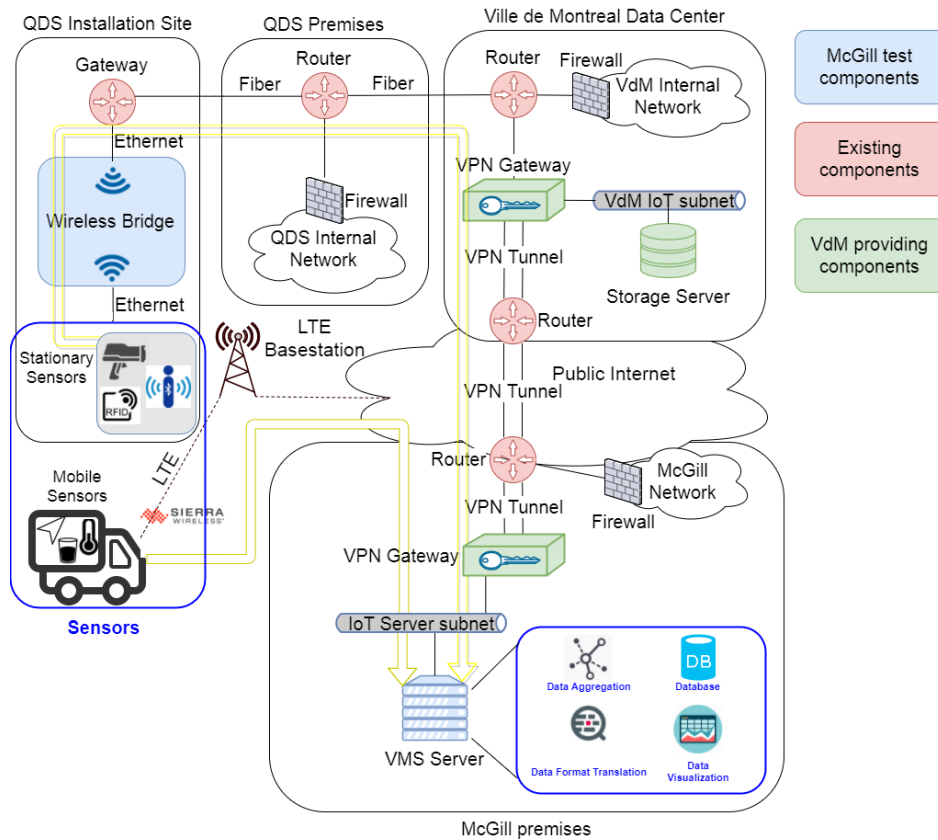 QDS Installation Site
Gateway
Ethernet
Wireless Bridge
Ethernet
Stationary
Sensors
RFID
Mobile
Sensors
LTE
SIERRA
WIRELESS
Sensors
QDS Premises
Router
Fiber
Fiber
Firewall
QDS Internal
Network
LTE
Basestation
Ville de Montreal Data Center
Router
Firewall
VdM Internal
Network
VPN Gateway
VdM IoT subnet
VPN Tunnel
Storage Server
Router
Public Internet
VPN Tunnel
Router
McGill
Network
Firewall
VPN Tunnel
VPN Gateway
IoT Server subnet
VMS Server
Data Aggregation
DB
Database
Data Format Translation
Data
Visualization
McGill premises
McGill test
components
Existing
components
VdM providing
components